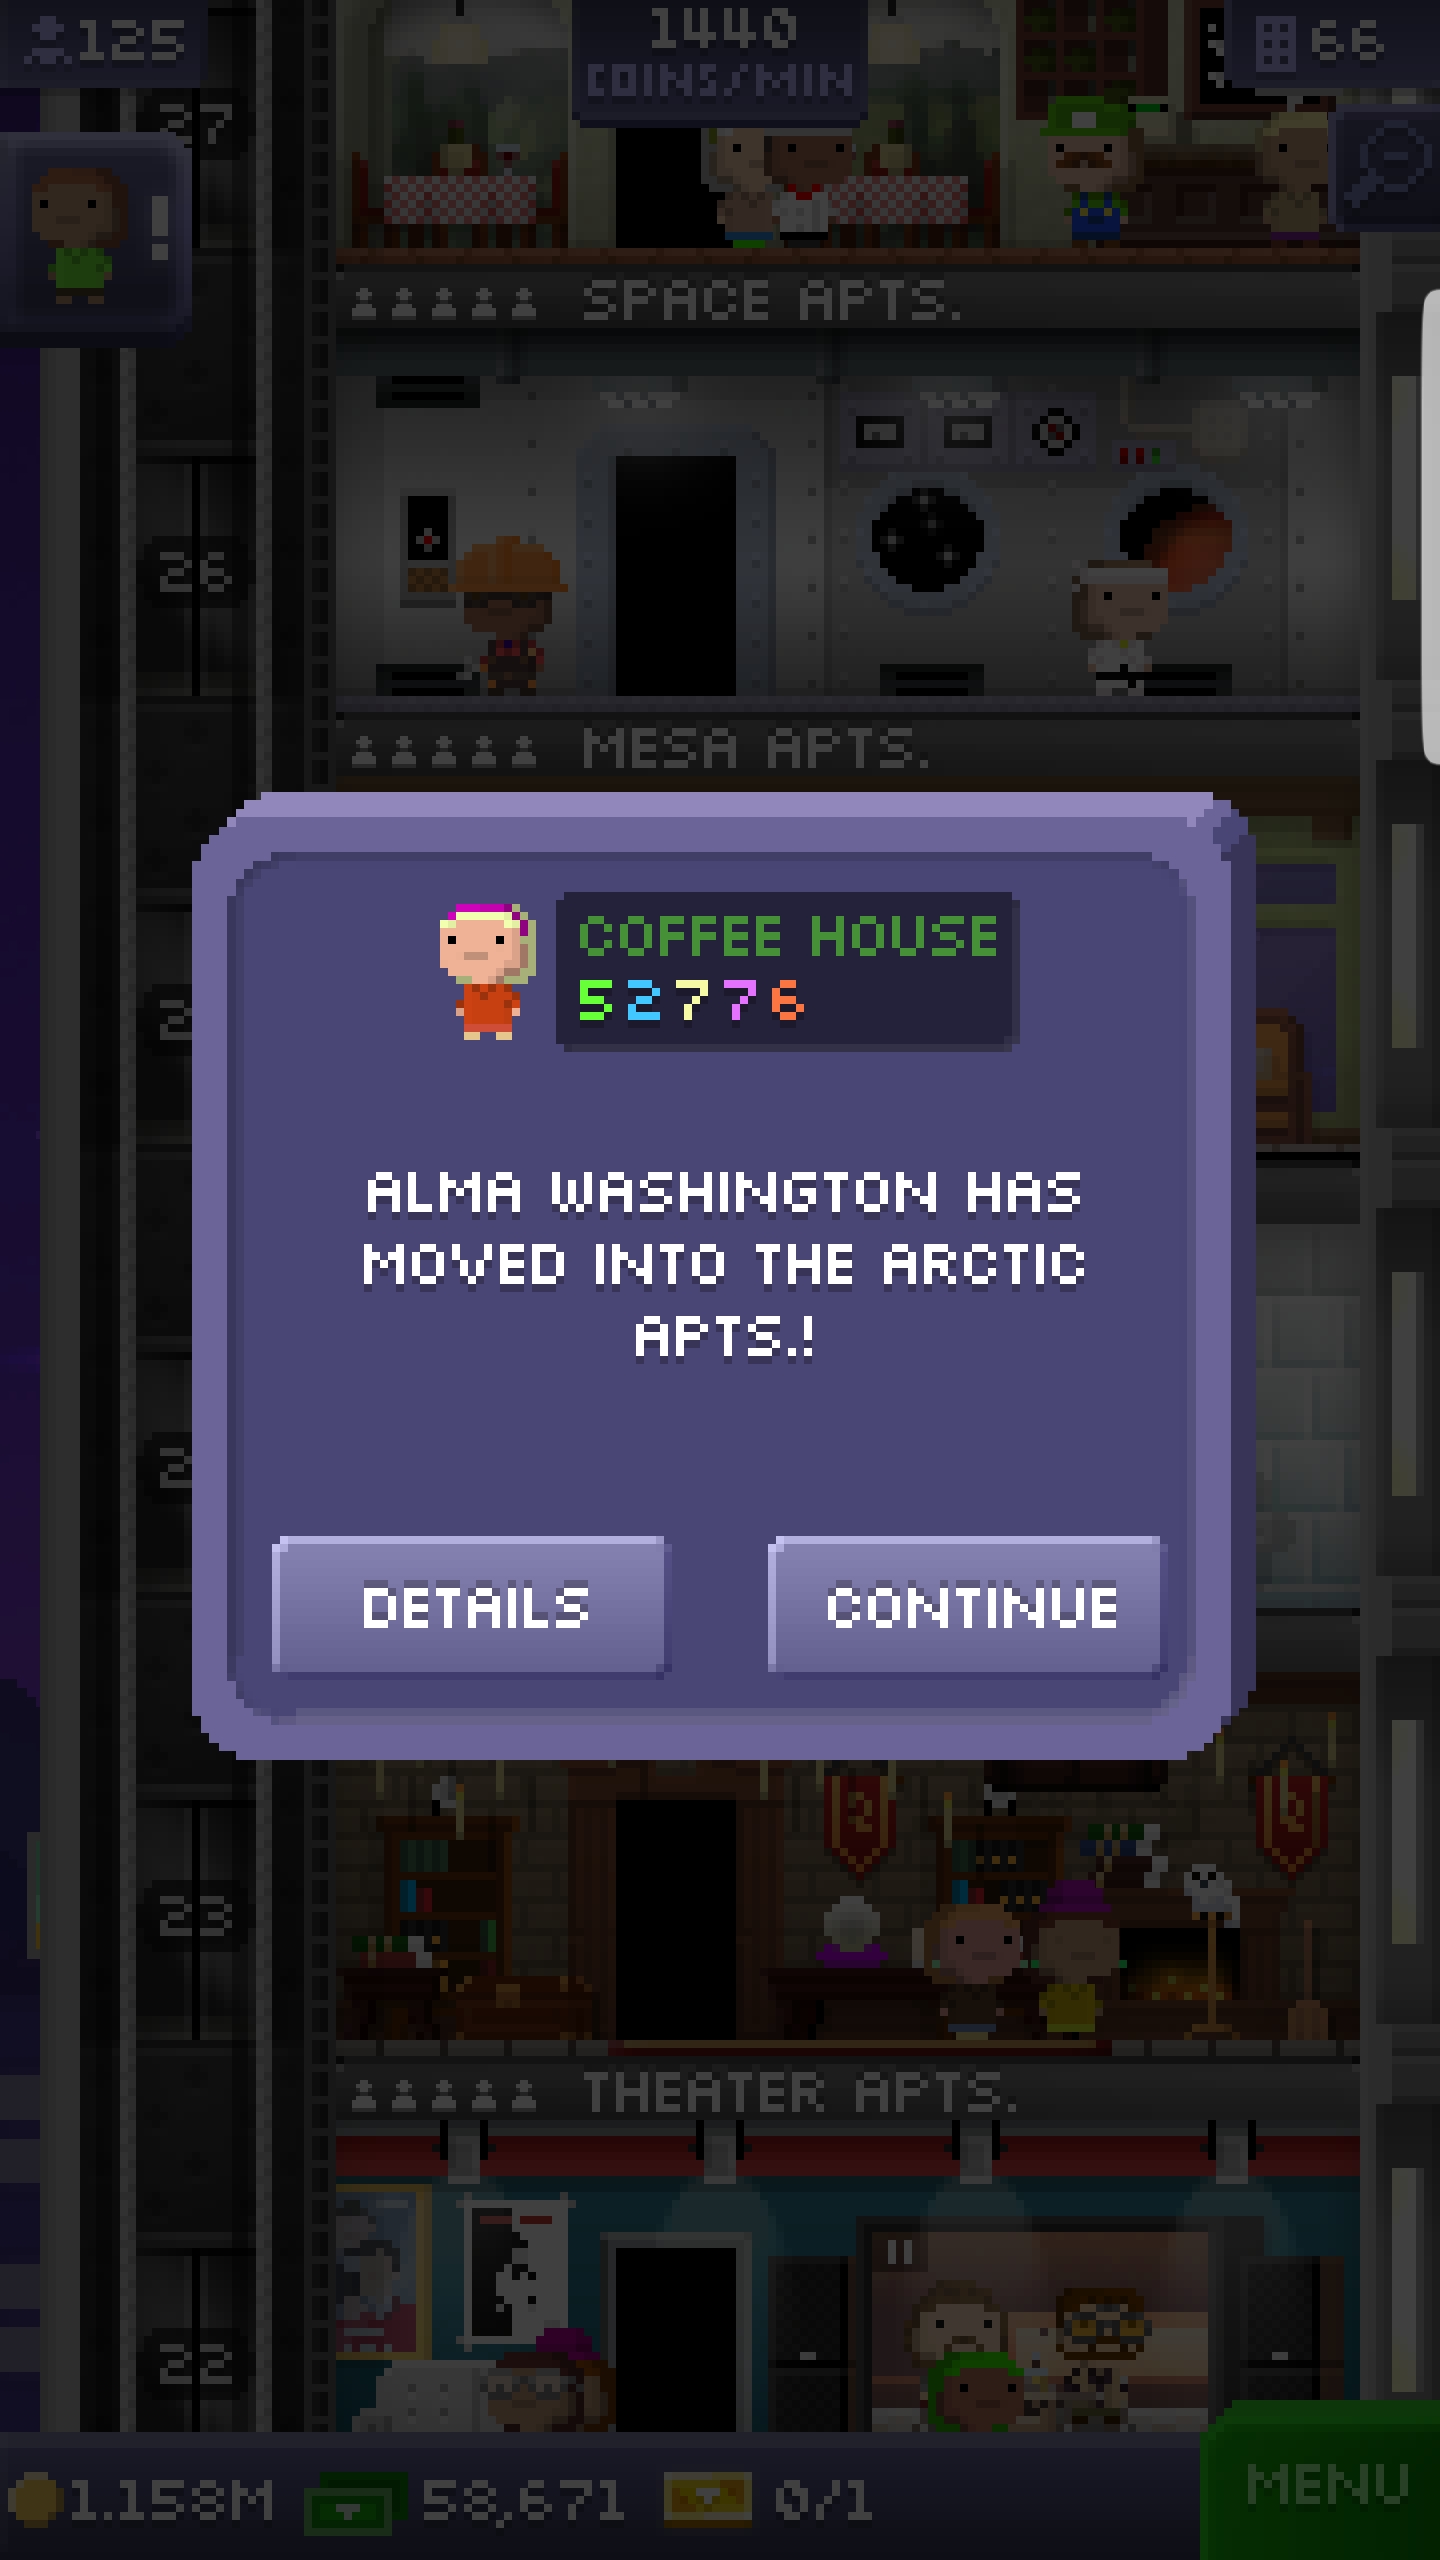 125
1440
COINS/MIN
66
37
!
SPACE APTS.
26
MESA APTS.
COFFEE HOUSE
52776
ALMA WASHINGTON HAS
MOVED INTO THE ARCTIC
APTS.!
DETAILS
CONTINUE
23
THEATER APTS.
22
1.158M
58,671
0/1
MENU